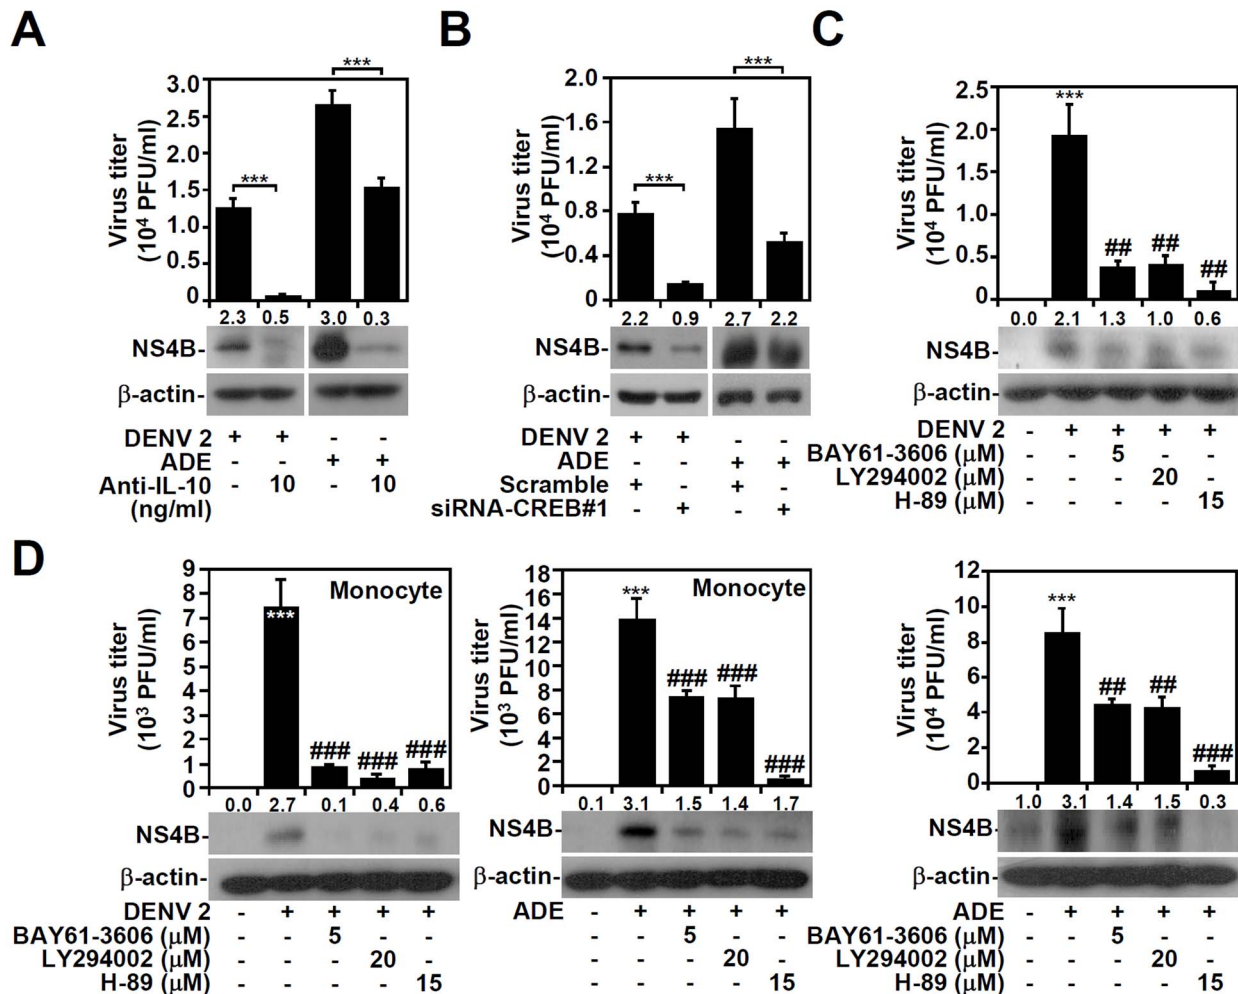 A
***
***
3.0
2.5
2.0
1.5
1.0
0.5
0
Virus titer
(10⁴ PFU/ml)
2.3 0.5 3.0 0.3
NS4B-
β-actin-
DENV 2 + + - -
ADE - - + +
Anti-IL-10 - 10 - 10
(ng/ml)
B
***
***
2.0
1.6
1.2
0.8
0.4
0
Virus titer
(10⁴ PFU/ml)
2.2 0.9 2.7 2.2
NS4B-
β-actin-
DENV 2 + + - -
ADE - - + +
Scramble + - + -
siRNA-CREB#1 - + - +
C
2.5
2.0
1.5
1.0
0.5
0
Virus titer
(10⁴ PFU/ml)
*** ## ## ##
0.0 2.1 1.3 1.0 0.6
NS4B-
β-actin-
DENV 2 - + + + +
BAY61-3606 (μM) - - 5 - -
LY294002 (μM) - - - 20 -
H-89 (μM) - - - - 15
D
9
8
7
6
5
4
3
2
1
0
Virus titer
(10³ PFU/ml)
Monocyte
*** ### ### ###
0.0 2.7 0.1 0.4 0.6
NS4B-
β-actin-
DENV 2 - + + + +
BAY61-3606 (μM) - - 5 - -
LY294002 (μM) - - - 20 -
H-89 (μM) - - - - 15
18
16
14
12
10
8
6
4
2
0
Virus titer
(10³ PFU/ml)
Monocyte
*** ### ### ###
0.1 3.1 1.5 1.4 1.7
NS4B-
β-actin-
ADE - + + + +
- - 5 - -
- - - 20 -
- - - - 15
12
10
8
6
4
2
0
Virus titer
(10⁴ PFU/ml)
*** ## ## ###
1.0 3.1 1.4 1.5 0.3
NS4B-
β-actin-
ADE - + + + +
BAY61-3606 (μM) - - 5 - -
LY294002 (μM) - - - 20 -
H-89 (μM) - - - - 15